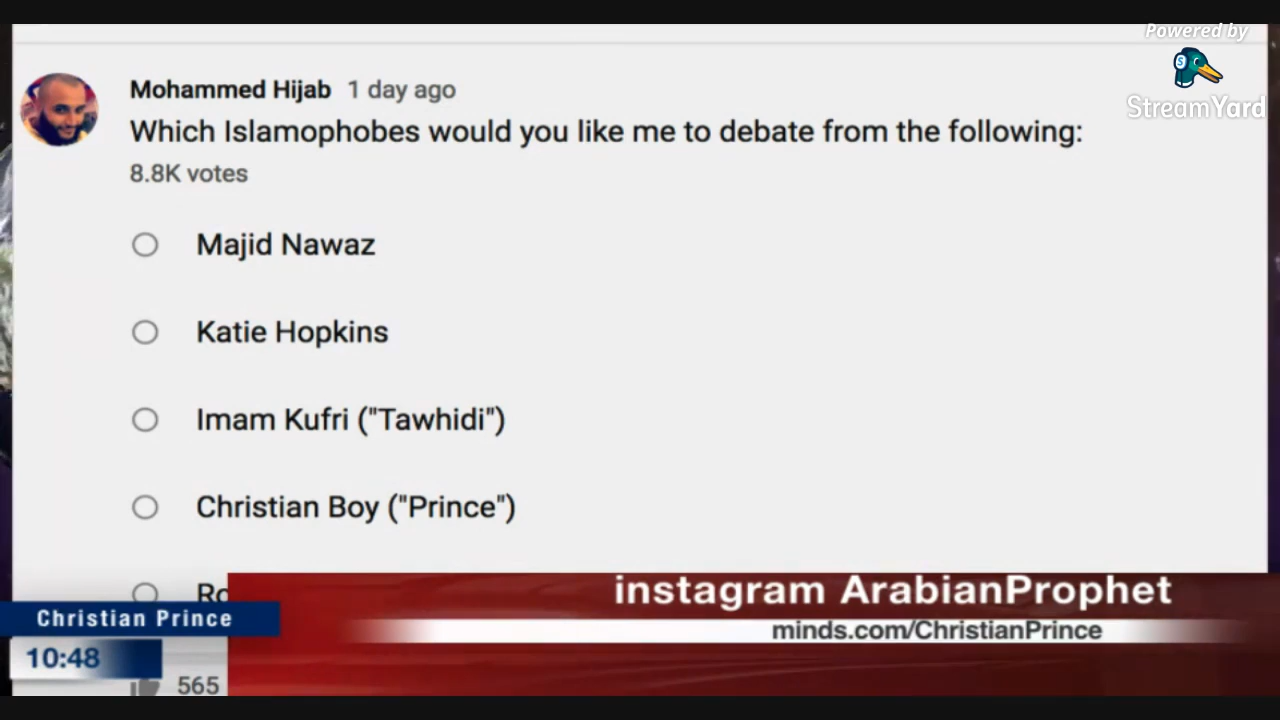 Powered by
StreamYard
Mohammed Hijab 1 day ago
Which Islamophobes would you like me to debate from the following:
8.8K votes
Majid Nawaz
Katie Hopkins
Imam Kufri ("Tawhidi")
Christian Boy ("Prince")
instagram ArabianProphet
Christian Prince
minds.com/ChristianPrince
10:48
565